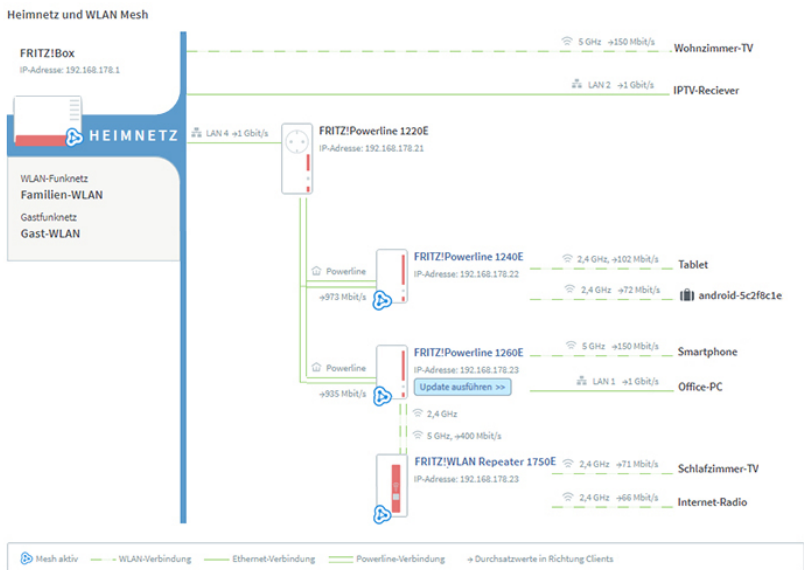 Heimnetz und WLAN Mesh
FRITZ!Box
IP-Adresse: 192.168.178.1
HEIMNETZ
WLAN-Funknetz
Familien-WLAN
Gastfunknetz
Gast-WLAN
5 GHz →150 Mbit/s
Wohnzimmer-TV
LAN 2 →1 Gbit/s
IPTV-Reciever
LAN 4 →1 Gbit/s
FRITZ!Powerline 1220E
IP-Adresse: 192.168.178.21
Powerline
→973 Mbit/s
FRITZ!Powerline 1240E
IP-Adresse: 192.168.178.22
2,4 GHz, →102 Mbit/s
Tablet
2,4 GHz →72 Mbit/s
android-5c2f8c1e
Powerline
→935 Mbit/s
FRITZ!Powerline 1260E
IP-Adresse: 192.168.178.23
Update ausführen >>
5 GHz →150 Mbit/s
Smartphone
LAN 1 →1 Gbit/s
Office-PC
2,4 GHz
5 GHz, →400 Mbit/s
FRITZ!WLAN Repeater 1750E
IP-Adresse: 192.168.178.23
2,4 GHz →71 Mbit/s
Schlafzimmer-TV
2,4 GHz →66 Mbit/s
Internet-Radio
Mesh aktiv
WLAN-Verbindung
Ethernet-Verbindung
Powerline-Verbindung
→ Durchsatzwerte in Richtung Clients